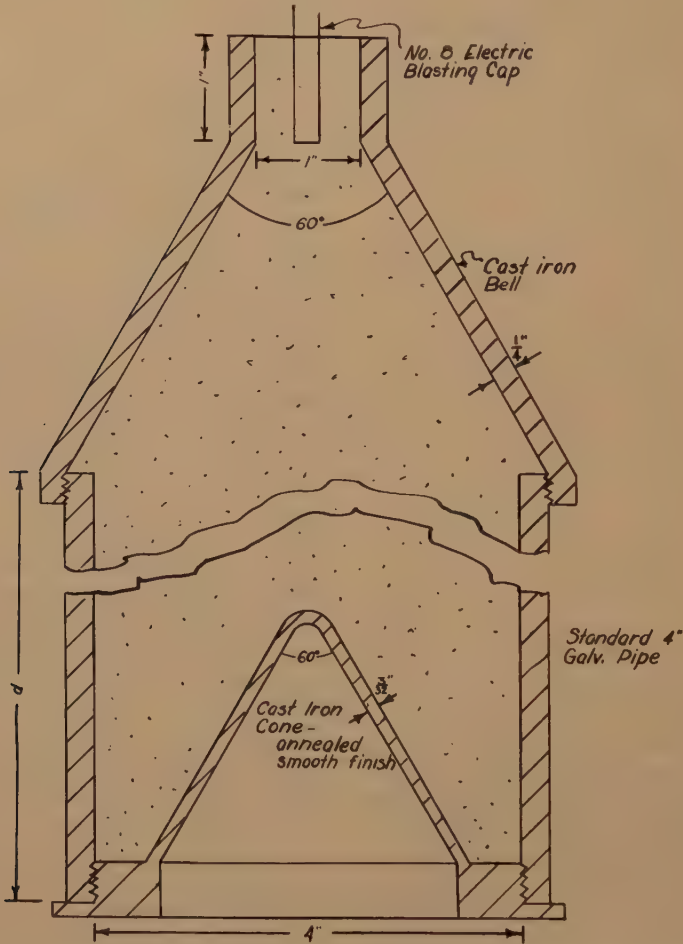 No. 8 Electric
Blasting Cap
1"
1"
60°
Cast iron
Bell
1/4"
Standard 4"
Galv. Pipe
d
60°
3/32"
Cast Iron
Cone-
annealed
smooth finish
4"